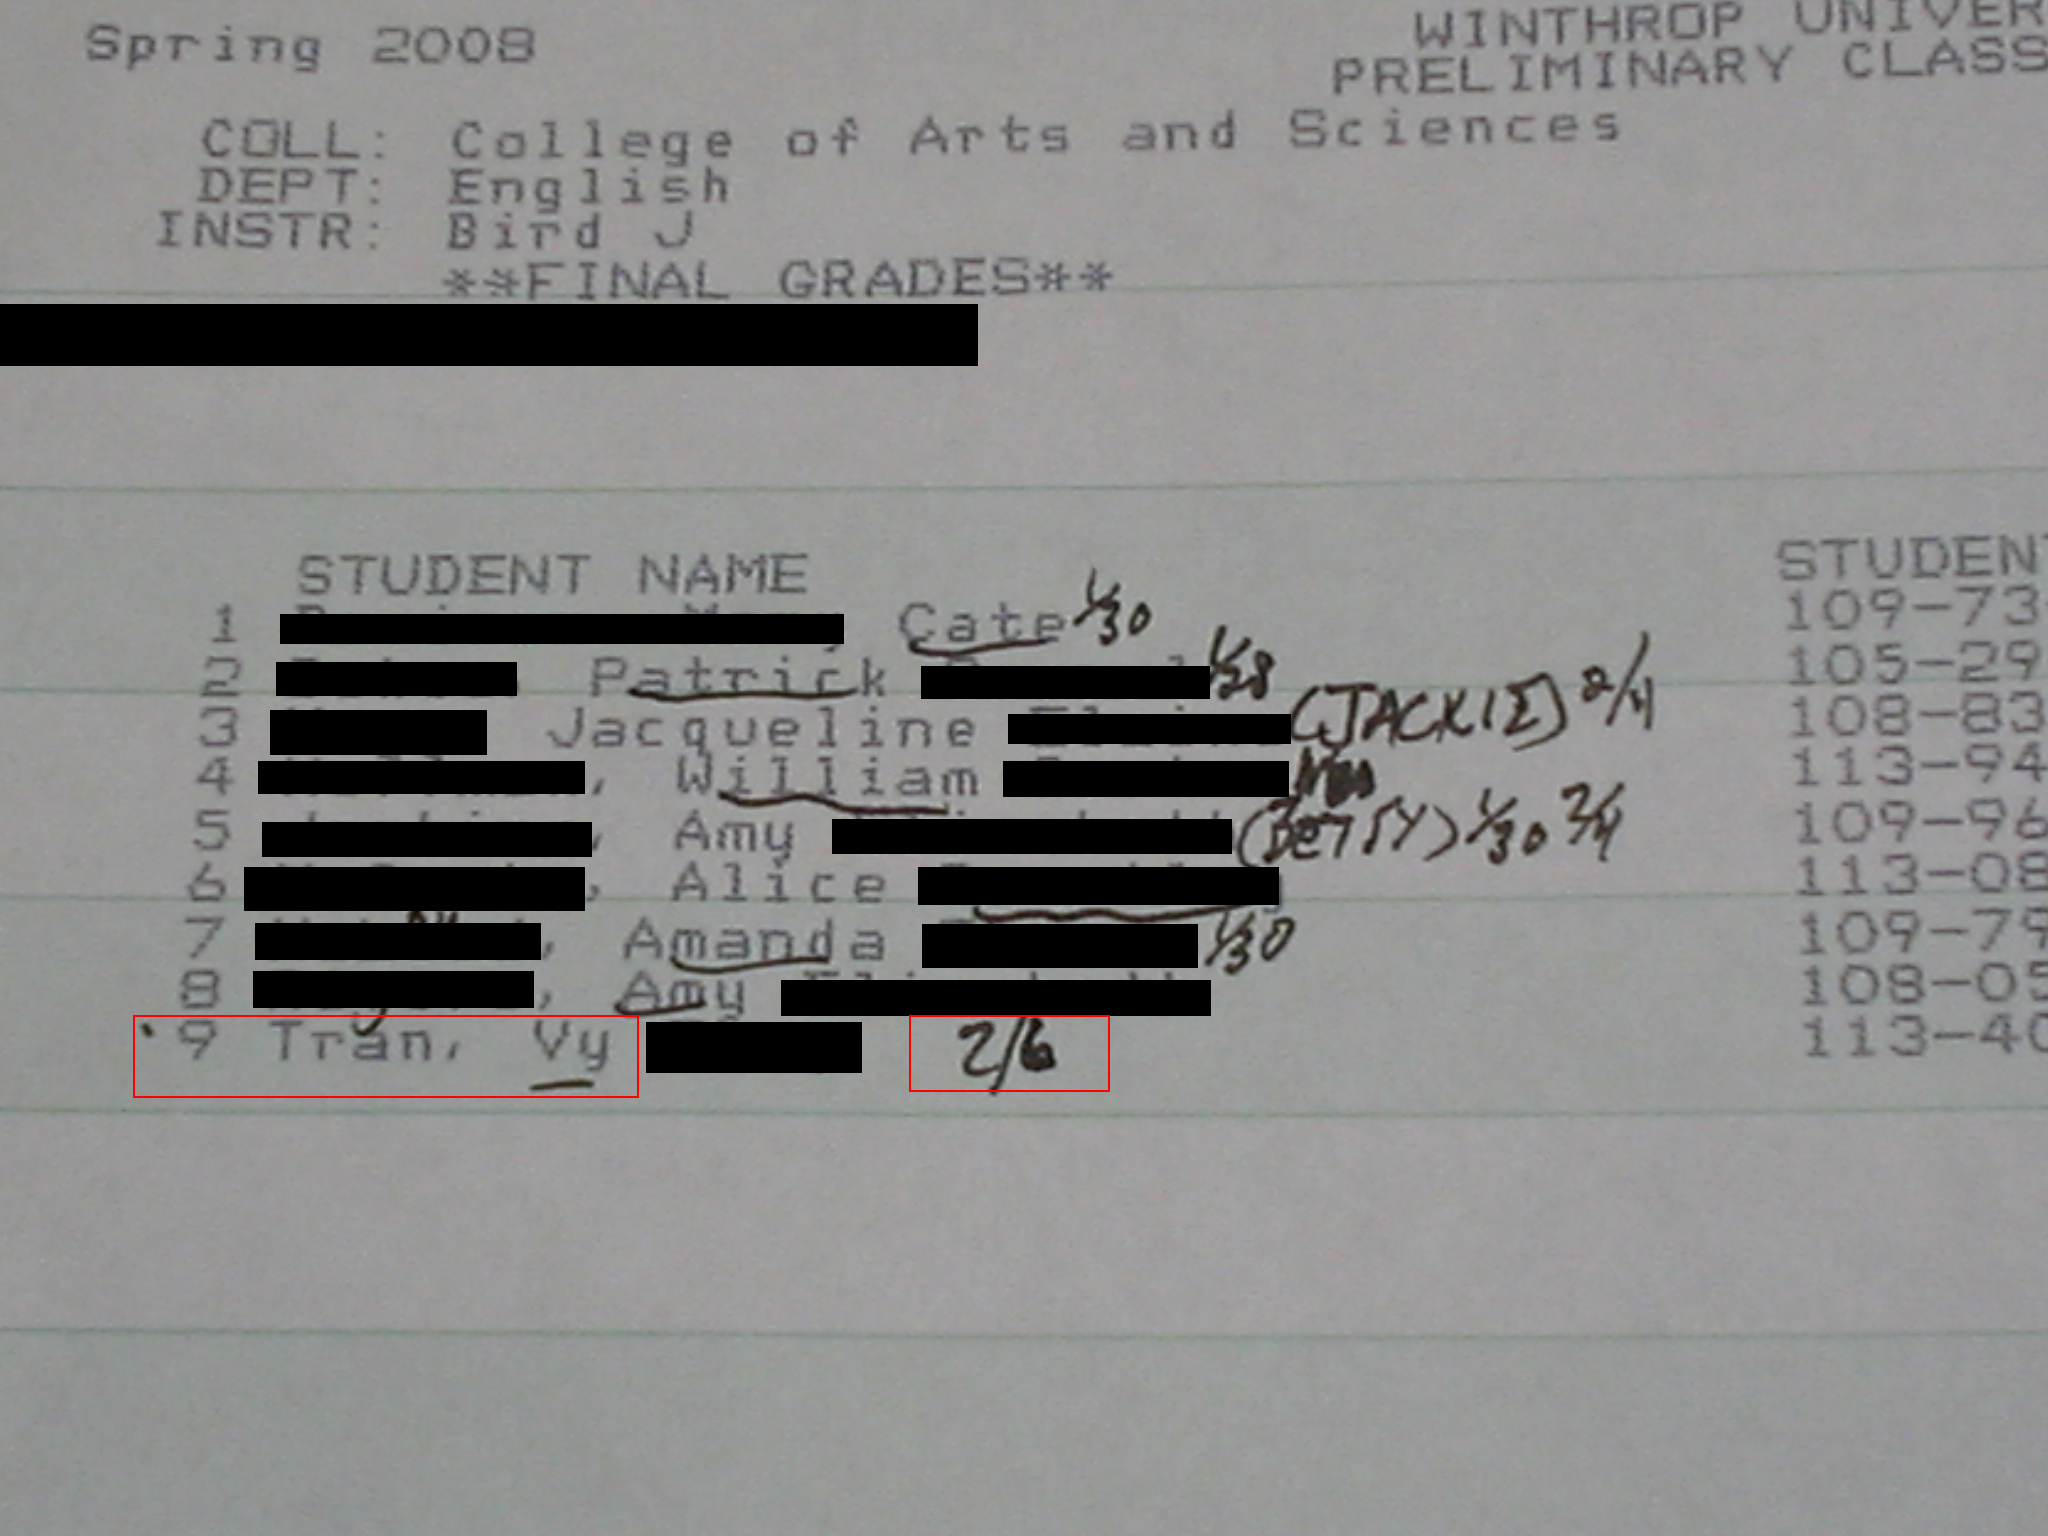 Spring 2008
WINTHROP UNIVER
PRELIMINARY CLASS
COLL: College of Arts and Sciences
DEPT: English
INSTR: Bird J
**FINAL GRADES**
STUDENT NAME STUDENT
1 Cate 1/30 109-73
2 Patrick 1/28 105-29
3 Jacqueline (JACKIE) 2/4 108-83
4 , William 113-94
5 , Amy (BETSY) 1/30 2/4 109-96
6 , Alice 113-08
7 , Amanda 1/30 109-79
8 , Amy 108-05
9 Tran, Vy 2/6 113-40